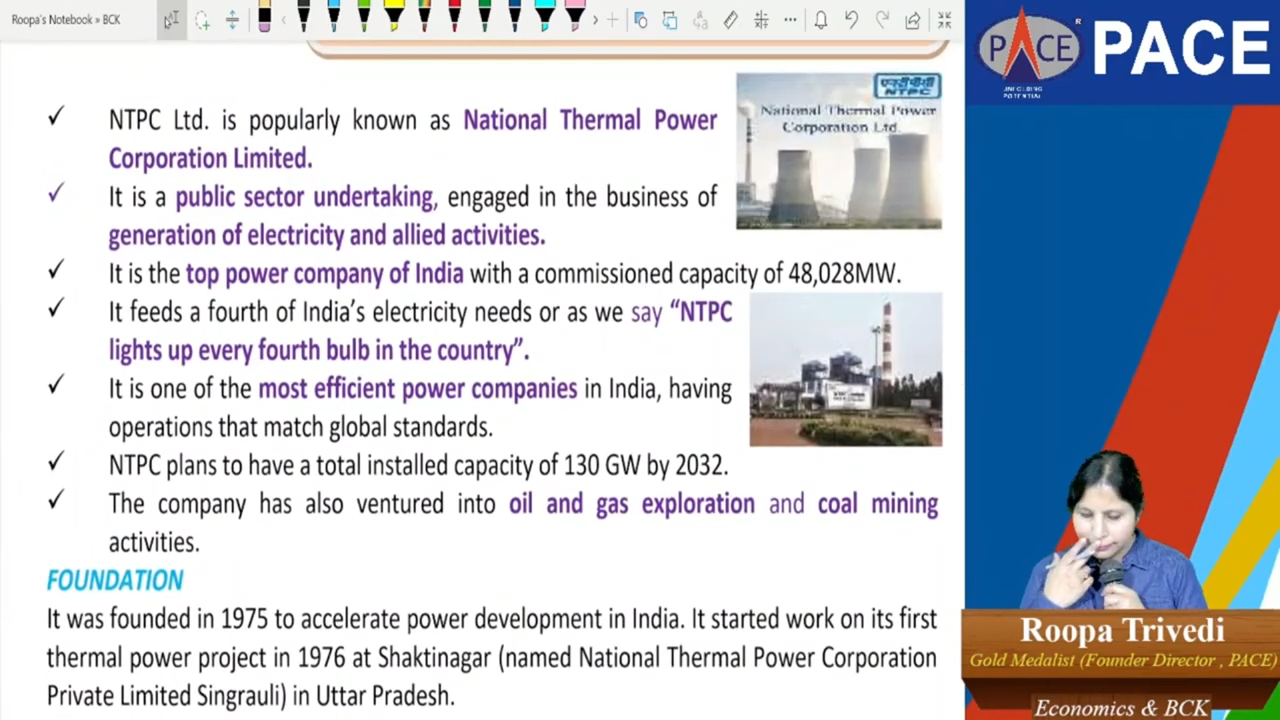 Roopa's Notebook » BCK
✓ NTPC Ltd. is popularly known as National Thermal Power
Corporation Limited.
✓ It is a public sector undertaking, engaged in the business of
generation of electricity and allied activities.
✓ It is the top power company of India with a commissioned capacity of 48,028MW.
✓ It feeds a fourth of India's electricity needs or as we say “NTPC
lights up every fourth bulb in the country”.
✓ It is one of the most efficient power companies in India, having
operations that match global standards.
✓ NTPC plans to have a total installed capacity of 130 GW by 2032.
✓ The company has also ventured into oil and gas exploration and coal mining
activities.
FOUNDATION
It was founded in 1975 to accelerate power development in India. It started work on its first
thermal power project in 1976 at Shaktinagar (named National Thermal Power Corporation
Private Limited Singrauli) in Uttar Pradesh.
एनटीपीसी
NTPC
National Thermal Power
Corporation Ltd.
PACE
®
POTENTIAL
PACE
Roopa Trivedi
Gold Medalist (Founder Director , PACE)
Economics & BCK